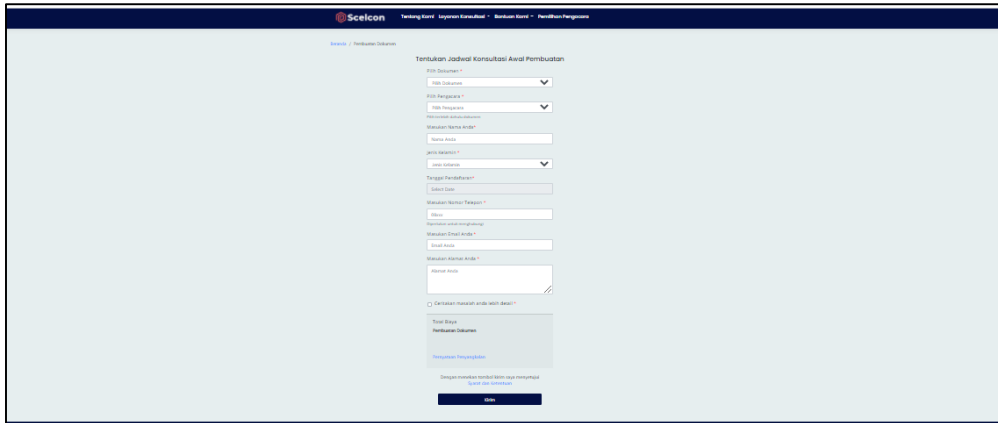 Scelcon Tentang Kami Layanan Konsultasi Bantuan Kami Pemilihan Pengacara
Beranda / Pembuatan Dokumen
Tentukan Jadwal Konsultasi Awal Pembuatan
Pilih Dokumen *
Pilih Dokumen
Pilih Pengacara *
Pilih Pengacara
Masukan Nama Anda*
Nama Anda
Jenis Kelamin *
Jenis Kelamin
Tanggal Pendaftaran*
Select Date
Masukan Nomor Telepon *
Masukan Email Anda *
Email Anda
Masukan Alamat Anda *
Alamat Anda
Ceritakan masalah anda lebih detail *
Total Biaya
Pembuatan Dokumen
Pernyataan Penyangkalan
Dengan menekan tombol kirim, saya menyetujui
Syarat dan Ketentuan
Kirim